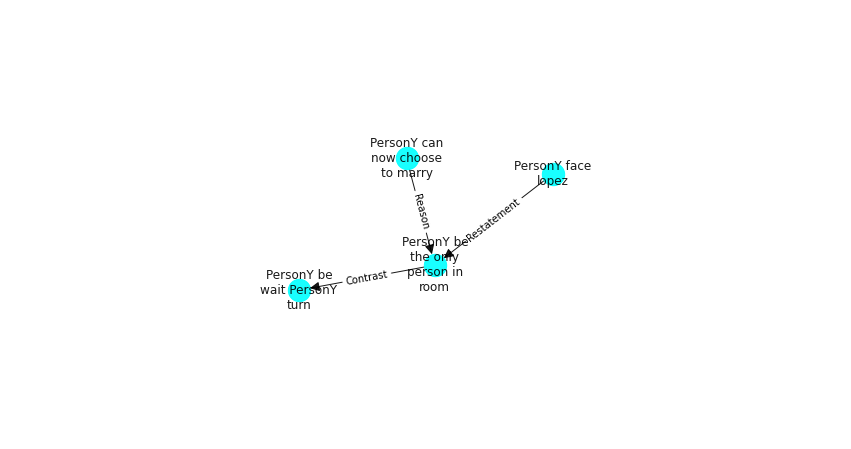 PersonY can
now choose
to marry
PersonY face
lopez
Reason
Restatement
PersonY be
the only
person in
room
Contrast
PersonY be
wait PersonY
turn